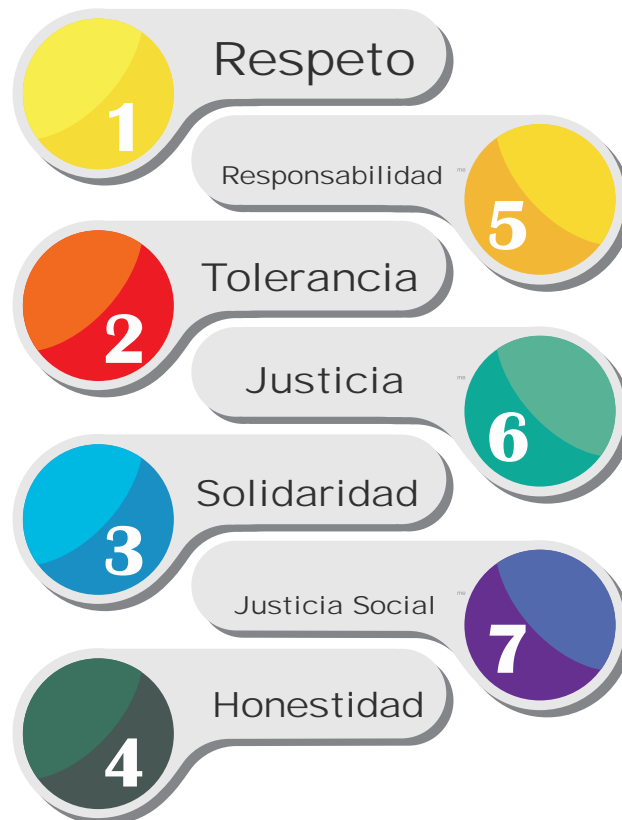 Respeto
1
Responsabilidad
5
Tolerancia
2
Justicia
6
Solidaridad
3
Justicia Social
7
Honestidad
4